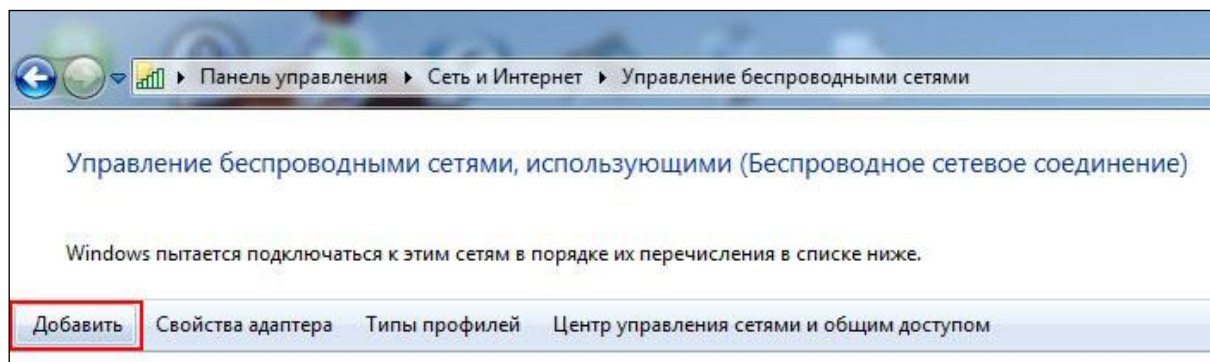 Панель управления ▸ Сеть и Интернет ▸ Управление беспроводными сетями
Управление беспроводными сетями, использующими (Беспроводное сетевое соединение)
Windows пытается подключаться к этим сетям в порядке их перечисления в списке ниже.
Добавить Свойства адаптера Типы профилей Центр управления сетями и общим доступом